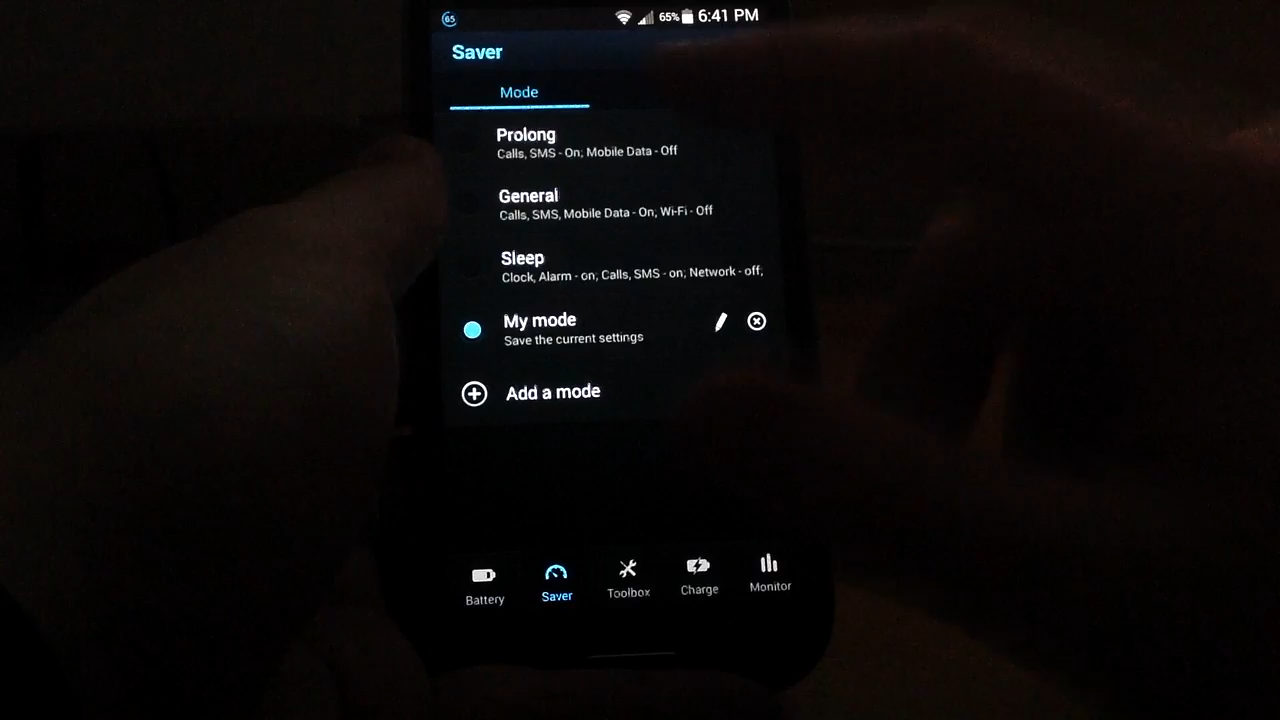 65 65% 6:41 PM
Saver
Mode
Prolong
Calls, SMS - On; Mobile Data - Off
General
Calls, SMS, Mobile Data - On; Wi-Fi - Off
Sleep
Clock, Alarm - on; Calls, SMS - on; Network - off;
My mode
Save the current settings
Add a mode
Battery Saver Toolbox Charge Monitor